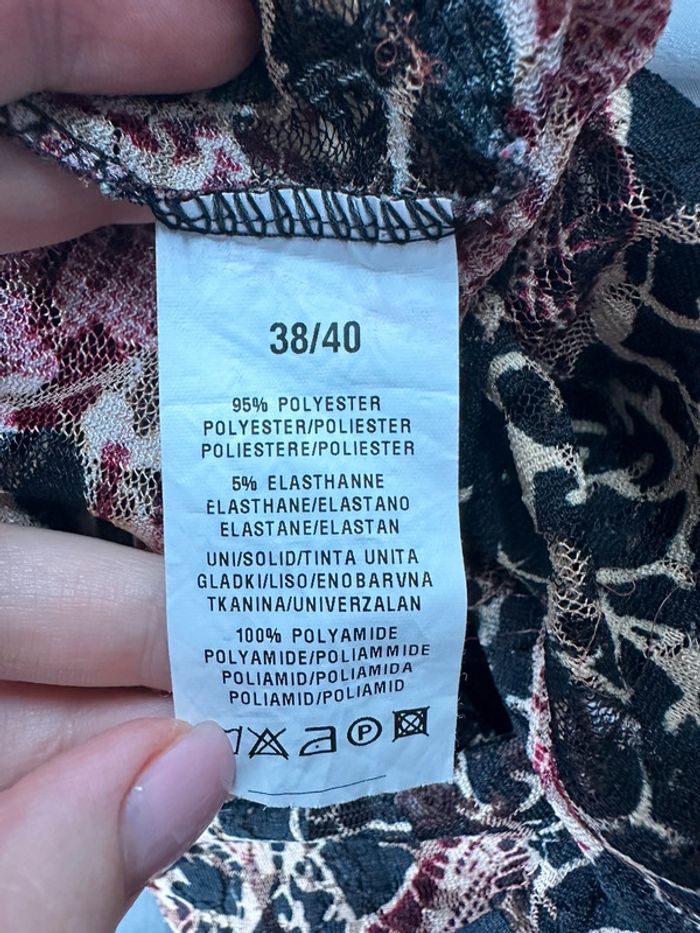 38/40
95% POLYESTER
POLYESTER/POLIESTER
POLIESTERE/POLIESTER
5% ELASTHANNE
ELASTHANE/ELASTANO
ELASTANE/ELASTAN
UNI/SOLID/TINTA UNITA
GLADKI/LISO/ENOBARVNA
TKANINA/UNIVERZALAN
100% POLYAMIDE
POLYAMIDE/POLIAMMIDE
POLIAMID/POLIAMIDA
POLIAMID/POLIAMID
P